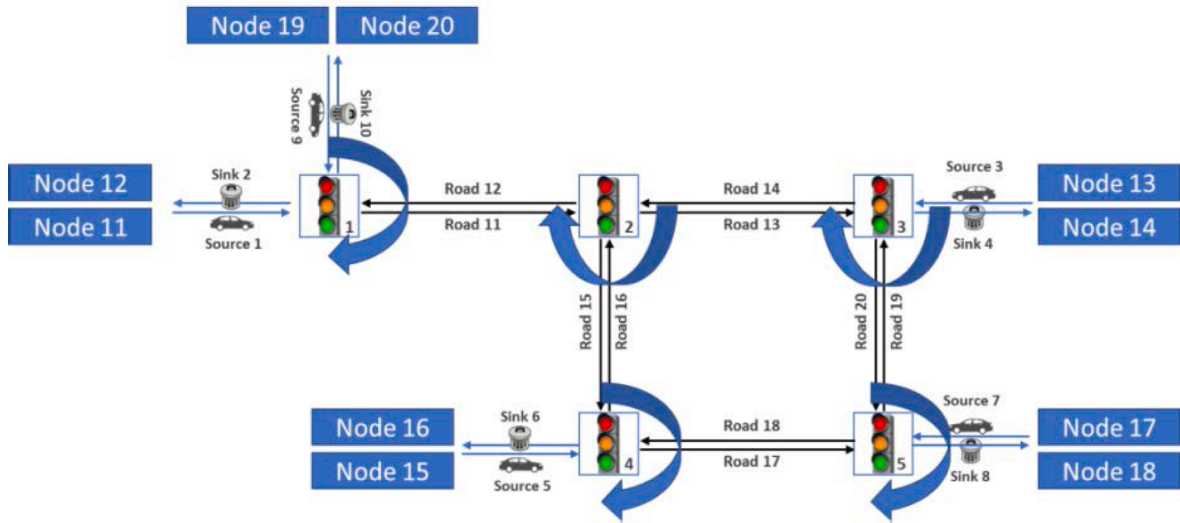 Node 19
Node 20
Source 9
Sink 10
Node 12
Sink 2
Node 11
Source 1
1
Road 12
Road 11
2
Road 14
Road 13
3
Source 3
Sink 4
Node 13
Node 14
Road 15
Road 16
Road 20
Road 19
Node 16
Sink 6
Node 15
Source 5
4
Road 18
Road 17
5
Source 7
Sink 8
Node 17
Node 18